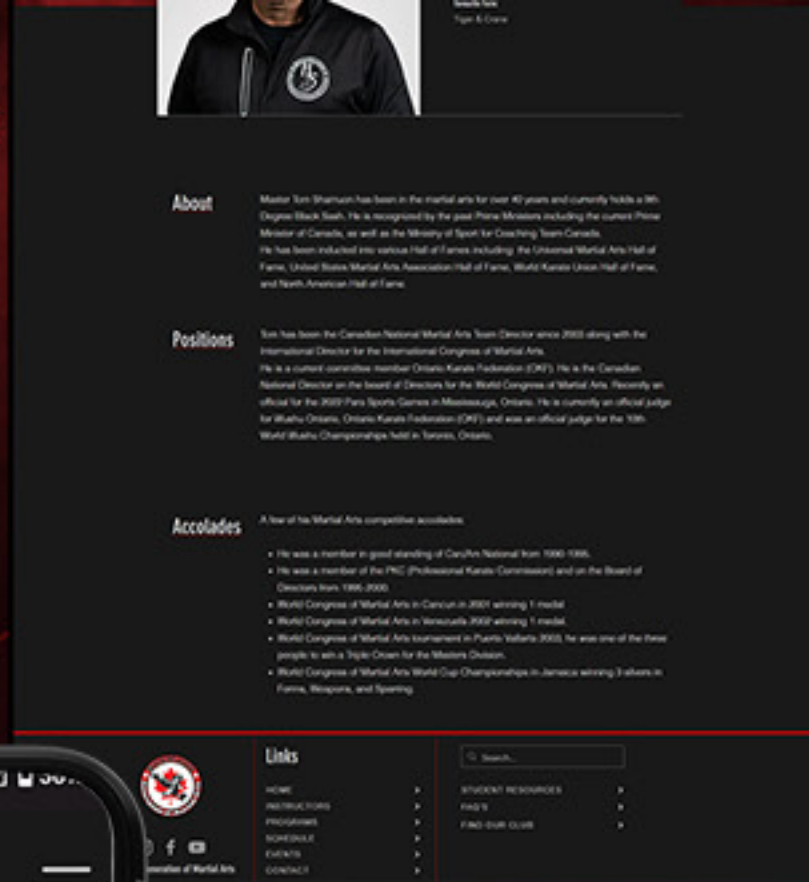 Favourite Form
Tiger & Crane
About
Master Tom Sharnuon has been in the martial arts for over 40 years and currently holds a 9th
Degree Black Sash. He is recognized by the past Prime Ministers including the current Prime
Minister of Canada, as well as the Ministry of Sport for Coaching Team Canada.
He has been inducted into various Hall of Fames including: the Universal Martial Arts Hall of
Fame, United States Martial Arts Association Hall of Fame, World Karate Union Hall of Fame,
and North American Hall of Fame.
Positions
Tom has been the Canadian National Martial Arts Team Director since 2003 along with the
International Director for the International Congress of Martial Arts.
He is a current committee member Ontario Karate Federation (OKF). He is the Canadian
National Director on the board of Directors for the World Congress of Martial Arts. Recently an
official for the 2022 Para Sports Games in Mississauga, Ontario. He is currently an official judge
for Wushu Ontario, Ontario Karate Federation (OKF) and was an official judge for the 10th
World Wushu Championships held in Toronto, Ontario.
Accolades
A few of his Martial Arts competitive accolades:
• He was a member in good standing of Can/Am National from 1990-1995.
• He was a member of the PKC (Professional Karate Commission) and on the Board of
Directors from 1995-2000.
• World Congress of Martial Arts in Cancun in 2001 winning 1 medal
• World Congress of Martial Arts in Venezuela 2002 winning 1 medal.
• World Congress of Martial Arts tournament in Puerto Vallarta 2003, he was one of the three
people to win a Triple Crown for the Masters Division.
• World Congress of Martial Arts World Cup Championships in Jamaica winning 3 silvers in
Forms, Weapons, and Sparring.
Links
Search...
HOME
INSTRUCTORS
PROGRAMS
SCHEDULE
EVENTS
CONTACT
STUDENT RESOURCES
FAQ'S
FIND OUR CLUB
of Martial Arts